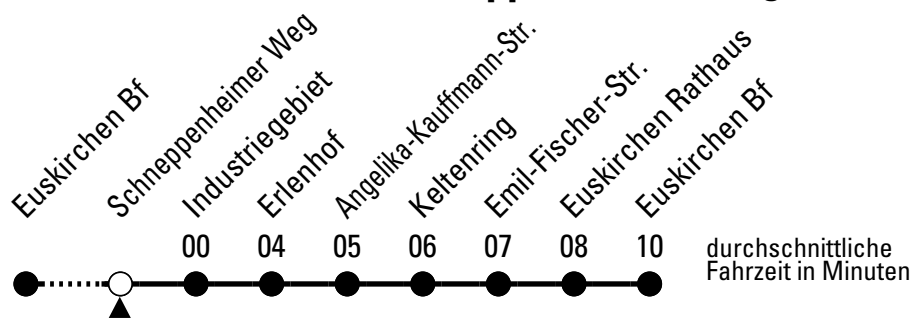 Euskirchen Bf
Schneppenheimer Weg
Industriegebiet
Erlenhof
Angelika-Kauffmann-Str.
Keltenring
Emil-Fischer-Str.
Euskirchen Rathaus
Euskirchen Bf
00 04 05 06 07 08 10
durchschnittliche
Fahrzeit in Minuten